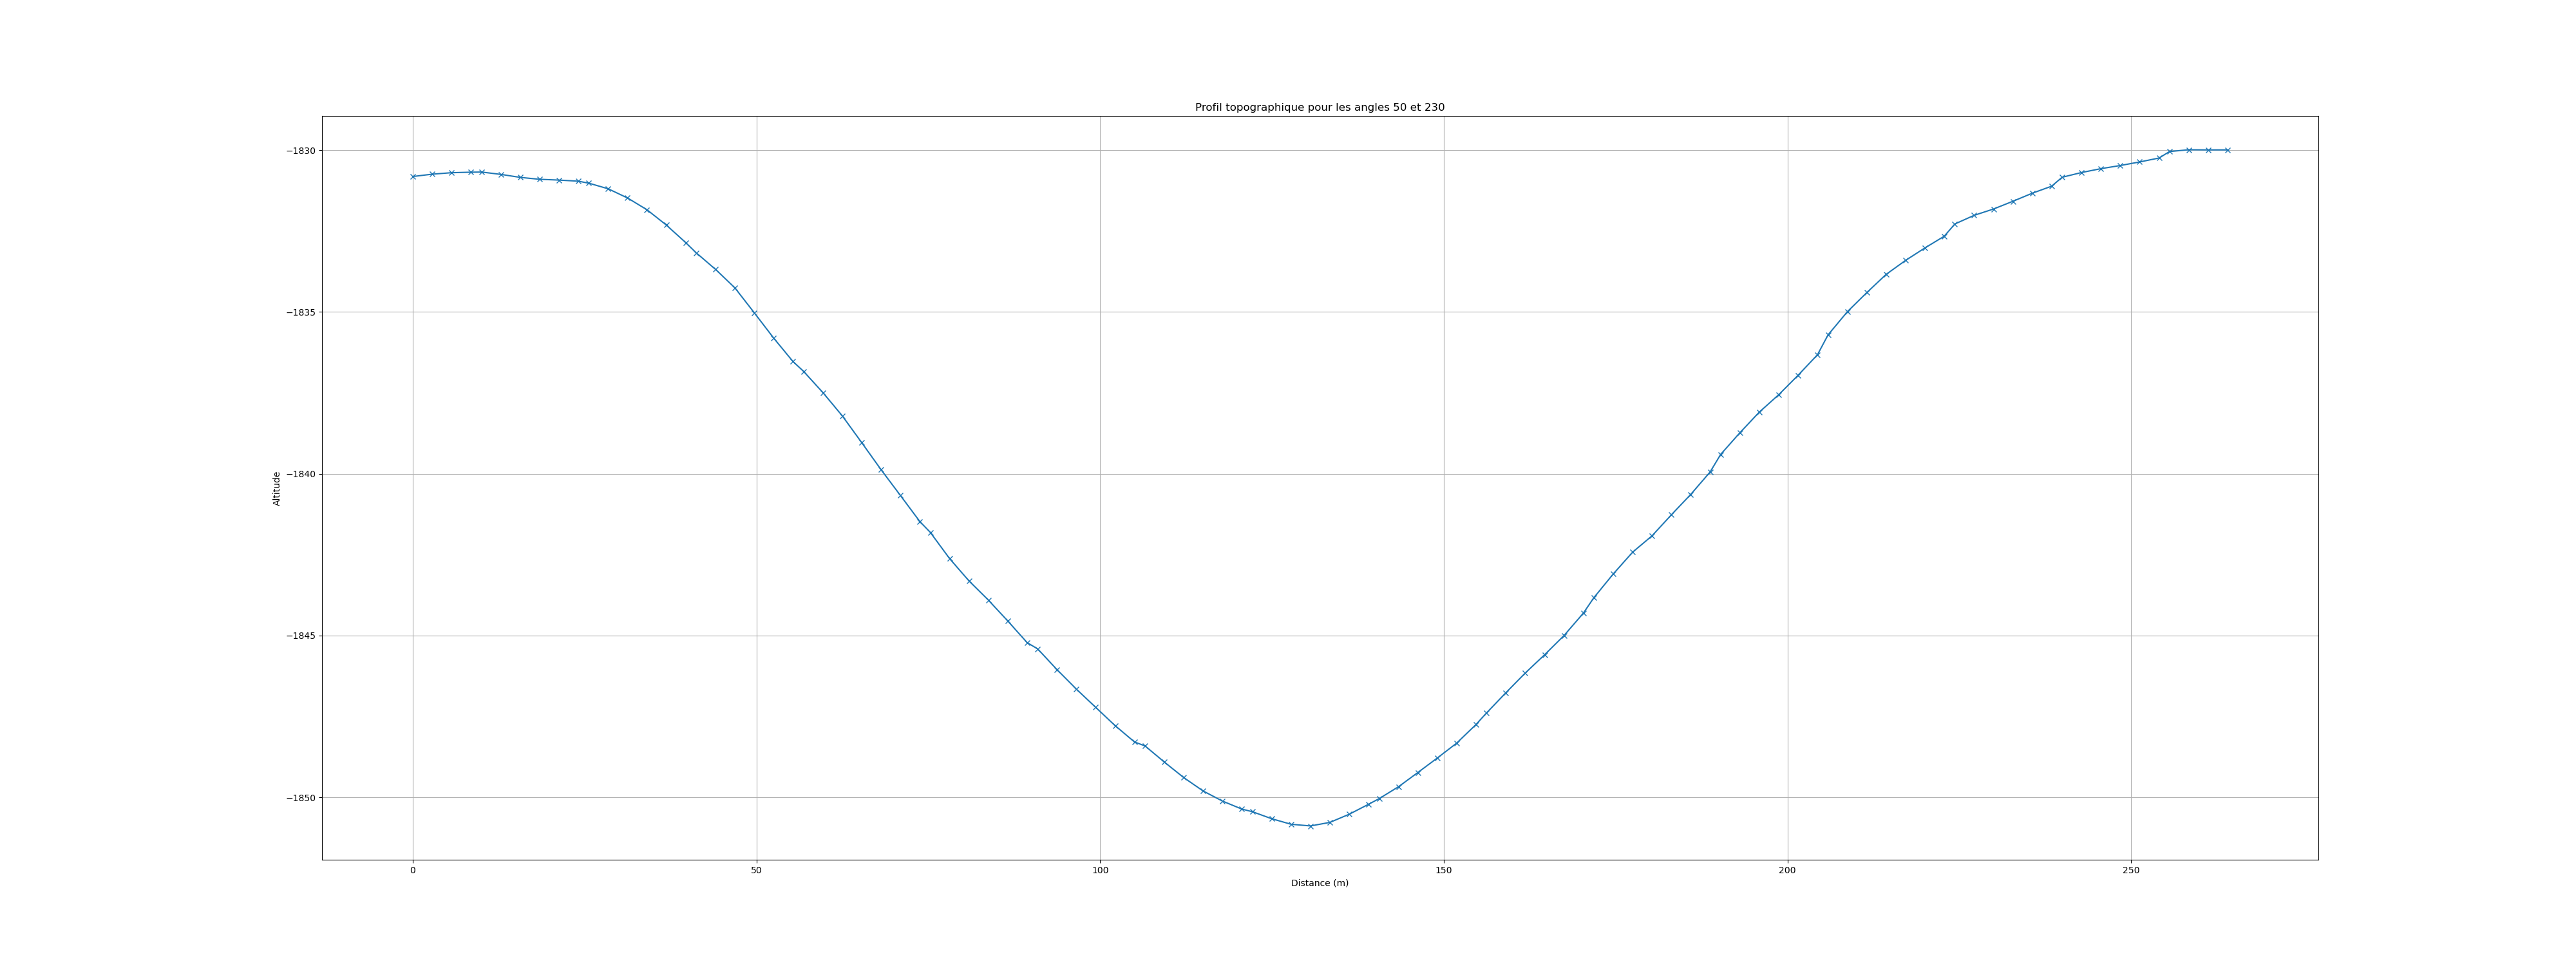 Profil topographique pour les angles 50 et 230
−1830
−1835
−1840
−1845
−1850
Altitude
0 50 100 150 200 250
Distance (m)